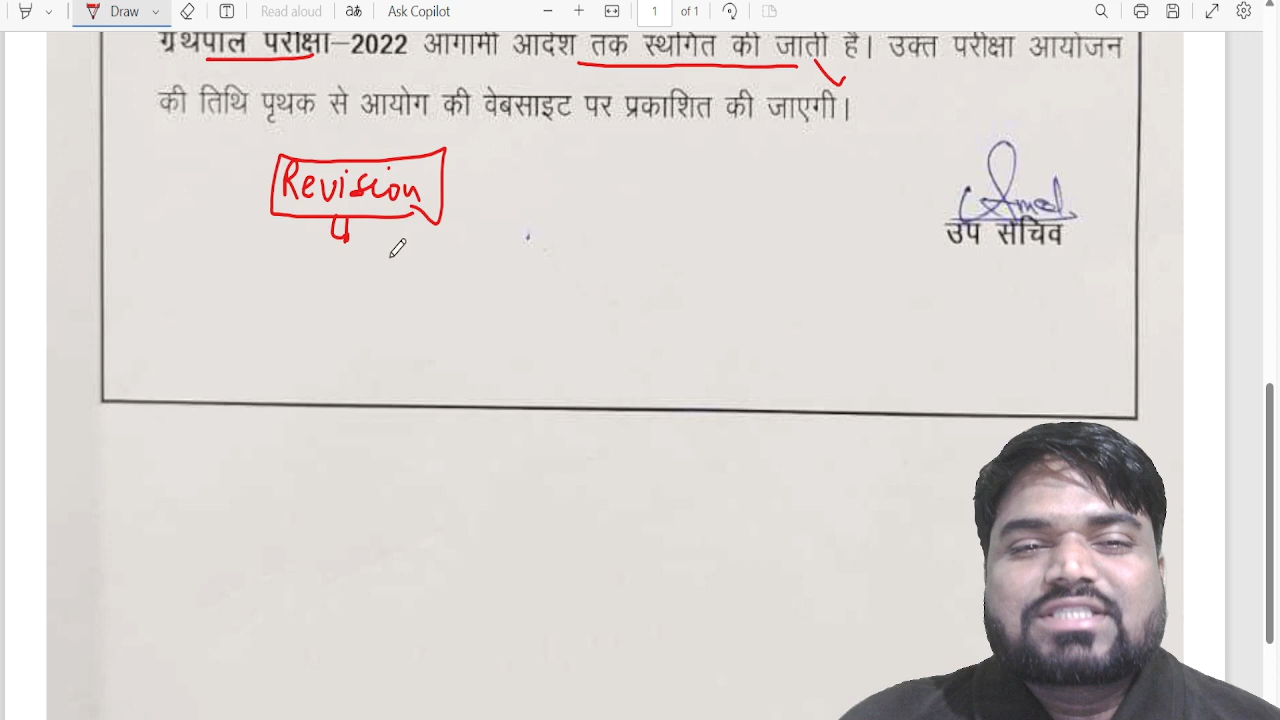 Draw
Read aloud
Ask Copilot
1
of 1
ग्रंथपाल परीक्षा–2022 आगामी आदेश तक स्थगित की जाती है। उक्त परीक्षा आयोजन
की तिथि पृथक से आयोग की वेबसाइट पर प्रकाशित की जाएगी।
Revision
उप सचिव